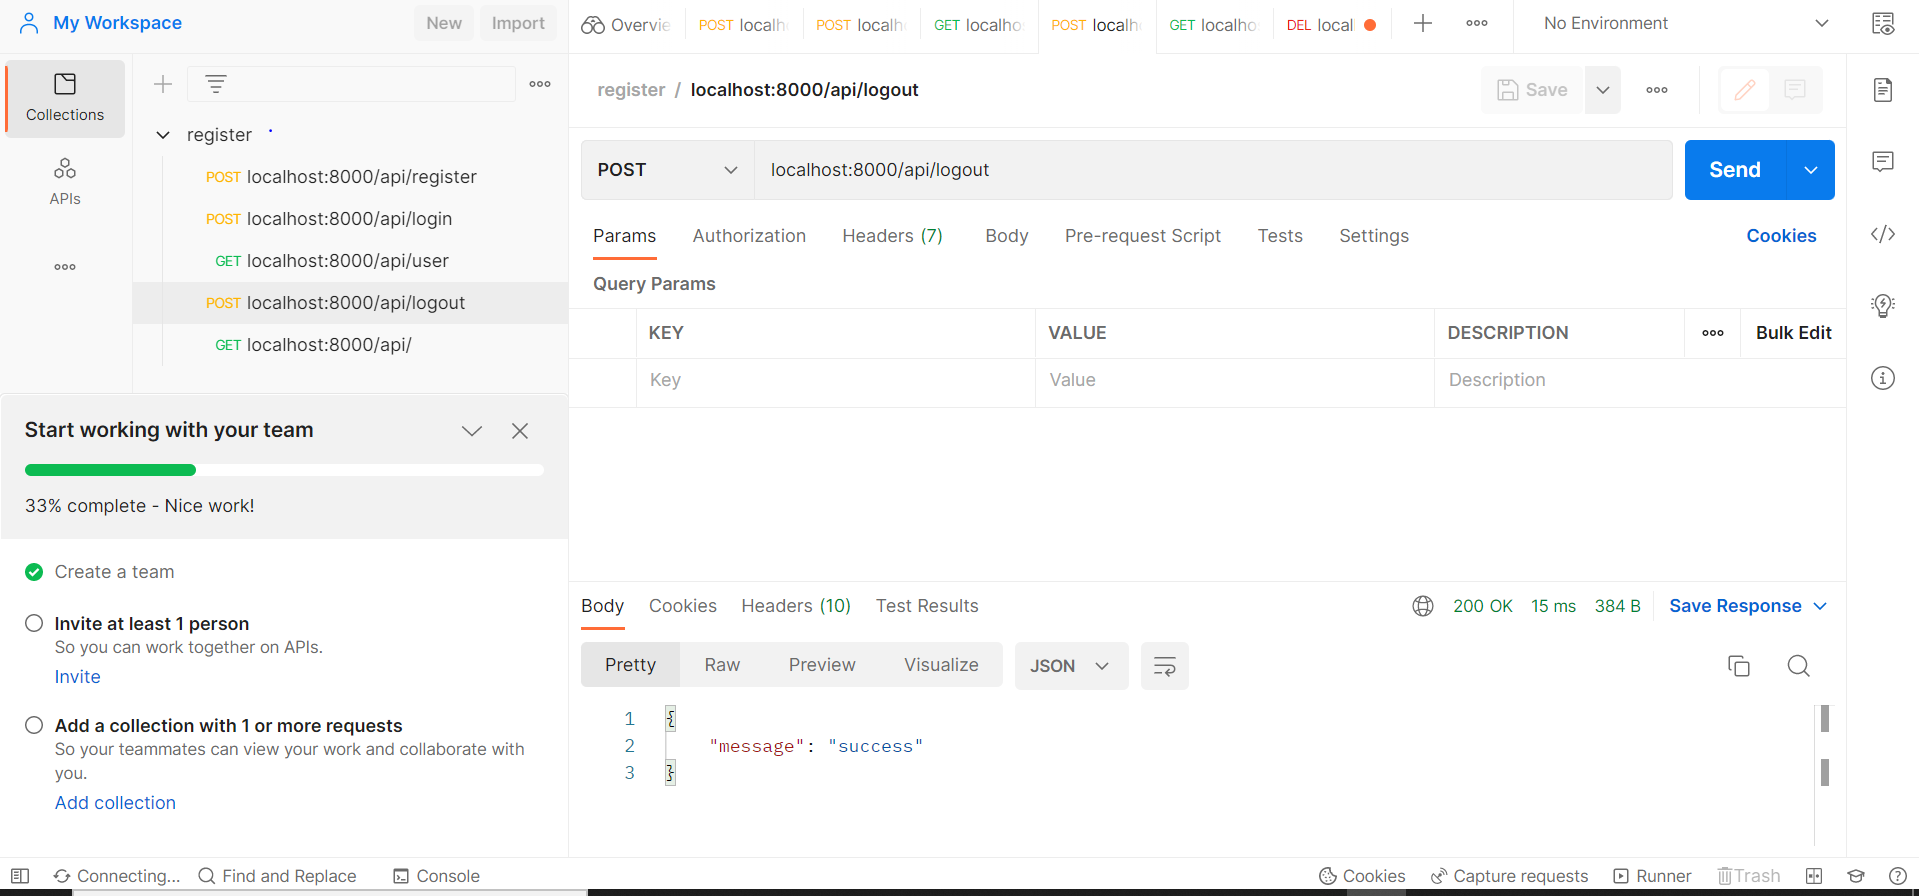 My Workspace
New
Import
Overvie
POST localh
POST localh
GET localho
POST localh
GET localho
DEL local
No Environment
Collections
APIs
register
POST localhost:8000/api/register
POST localhost:8000/api/login
GET localhost:8000/api/user
POST localhost:8000/api/logout
GET localhost:8000/api/
Start working with your team
33% complete - Nice work!
Create a team
Invite at least 1 person
So you can work together on APIs.
Invite
Add a collection with 1 or more requests
So your teammates can view your work and collaborate with
you.
Add collection
register / localhost:8000/api/logout
Save
POST
localhost:8000/api/logout
Send
Params
Authorization
Headers (7)
Body
Pre-request Script
Tests
Settings
Cookies
Query Params
KEY
VALUE
DESCRIPTION
Bulk Edit
Key
Value
Description
Body
Cookies
Headers (10)
Test Results
200 OK
15 ms
384 B
Save Response
Pretty
Raw
Preview
Visualize
JSON
1 {
2 "message": "success"
3 }
Connecting...
Find and Replace
Console
Cookies
Capture requests
Runner
Trash